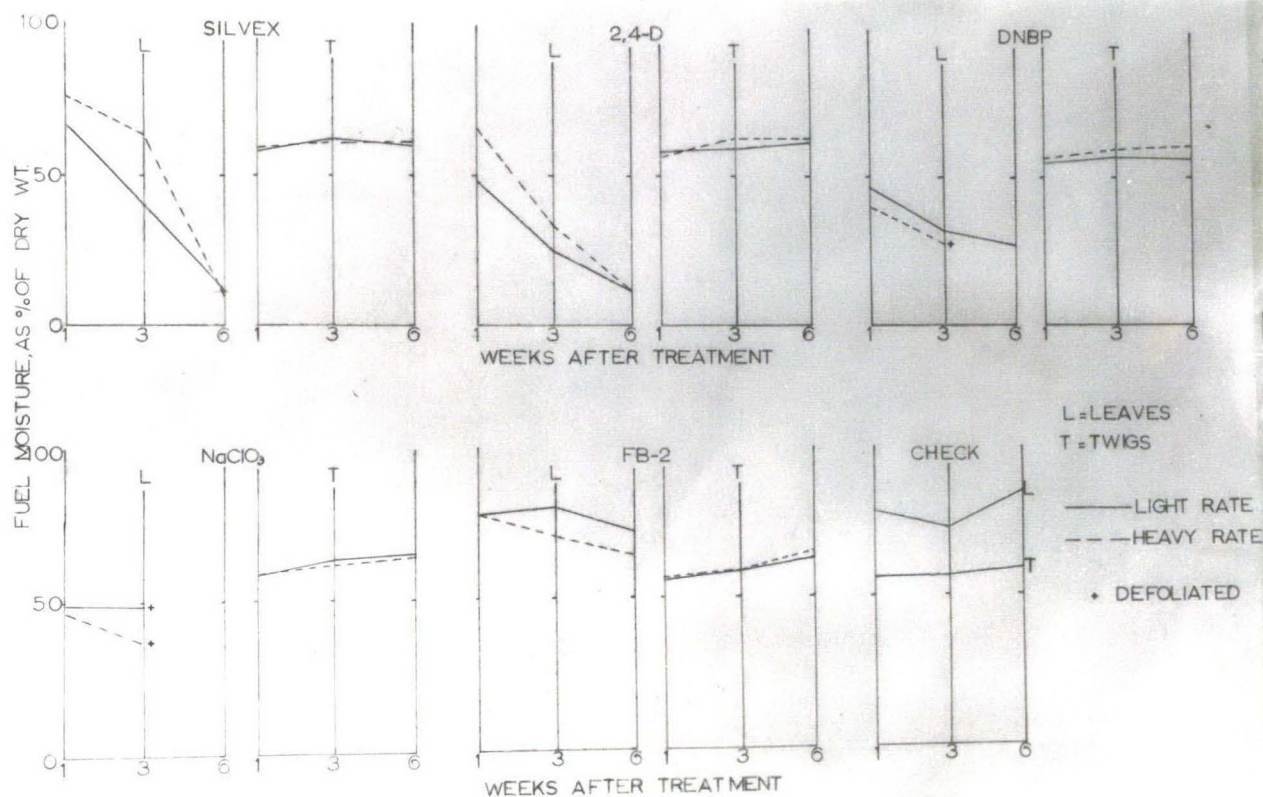 FUEL MOISTURE, AS % OF DRY WT.
100
50
0
SILVEX
L
T
1 3 6 1 3 6
2,4-D
L
T
1 3 6 1 3 6
DNBP
L
T
1 3 6 1 3 6
WEEKS AFTER TREATMENT
100
50
0
NaClO3
L
T
1 3 6 1 3 6
FB-2
L
T
1 3 6 1 3 6
CHECK
L
T
1 3 6
WEEKS AFTER TREATMENT
L = LEAVES
T = TWIGS
LIGHT RATE
HEAVY RATE
+ DEFOLIATED